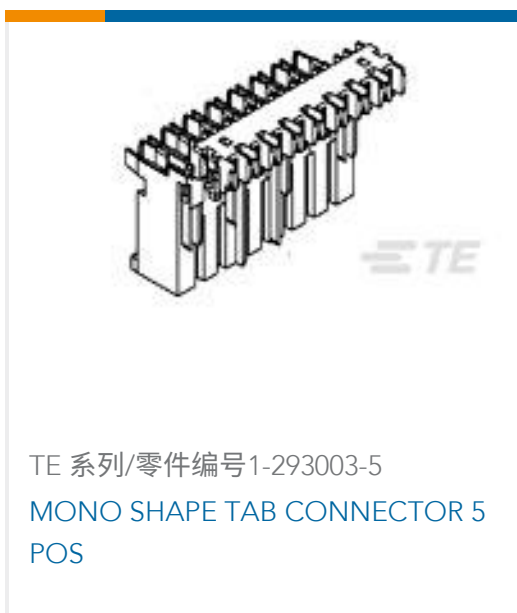 TE
TE 系列/零件编号1-293003-5
MONO SHAPE TAB CONNECTOR 5
POS